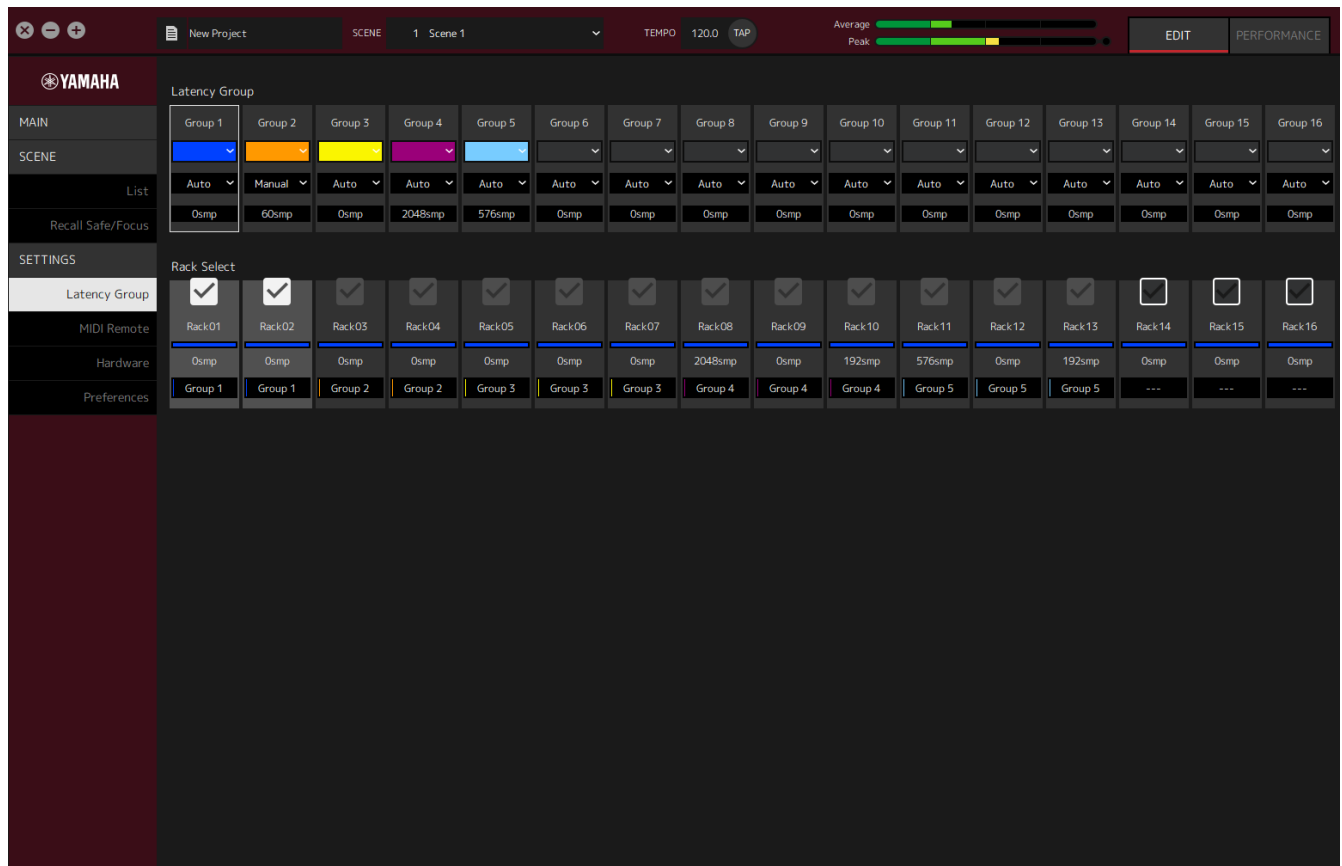 New Project SCENE 1 Scene 1 TEMPO 120.0 TAP Average EDIT PERFORMANCE
Peak
YAMAHA
MAIN
SCENE
List
Recall Safe/Focus
SETTINGS
Latency Group
MIDI Remote
Hardware
Preferences
Latency Group
Group 1 Group 2 Group 3 Group 4 Group 5 Group 6 Group 7 Group 8 Group 9 Group 10 Group 11 Group 12 Group 13 Group 14 Group 15 Group 16
Auto Manual Auto Auto Auto Auto Auto Auto Auto Auto Auto Auto Auto Auto Auto Auto
0smp 60smp 0smp 2048smp 576smp 0smp 0smp 0smp 0smp 0smp 0smp 0smp 0smp 0smp 0smp 0smp
Rack Select
Rack01 Rack02 Rack03 Rack04 Rack05 Rack06 Rack07 Rack08 Rack09 Rack10 Rack11 Rack12 Rack13 Rack14 Rack15 Rack16
0smp 0smp 0smp 0smp 0smp 0smp 0smp 2048smp 0smp 192smp 576smp 0smp 192smp 0smp 0smp 0smp
Group 1 Group 1 Group 2 Group 2 Group 3 Group 3 Group 3 Group 4 Group 4 Group 4 Group 5 Group 5 Group 5 --- --- ---